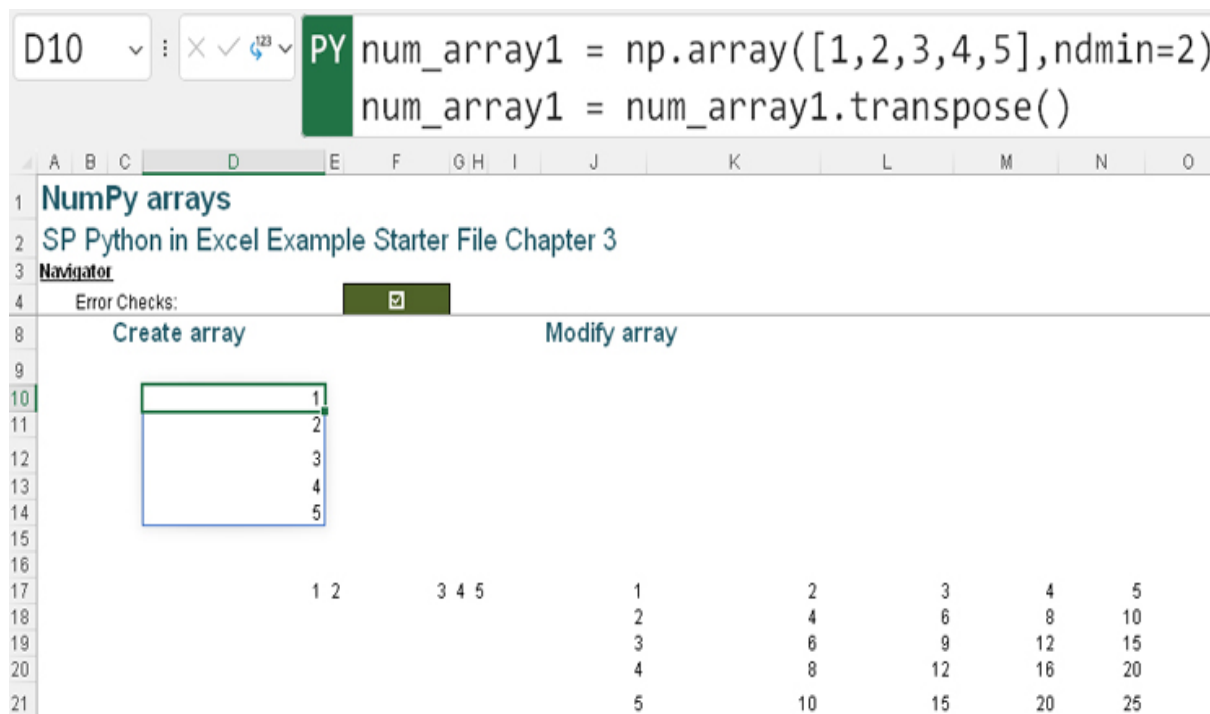 D10 123 PY num_array1 = np.array([1,2,3,4,5],ndmin=2)
num_array1 = num_array1.transpose()
A B C D E F G H I J K L M N O
1 NumPy arrays
2 SP Python in Excel Example Starter File Chapter 3
3 Navigator
4 Error Checks:
8 Create array Modify array
9
10 1
11 2
12 3
13 4
14 5
15
16
17 1 2 3 4 5 1 2 3 4 5
18 2 4 6 8 10
19 3 6 9 12 15
20 4 8 12 16 20
21 5 10 15 20 25